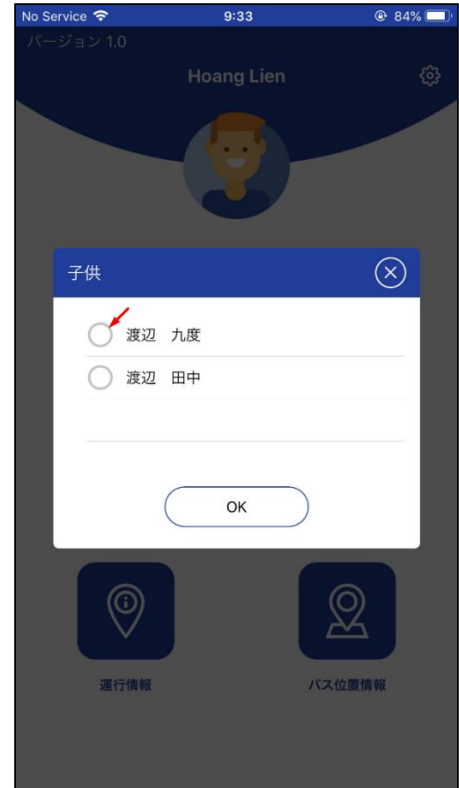 No Service 9:33 84%
バージョン 1.0
Hoang Lien
子供
渡辺 九度
渡辺 田中
OK
運行情報 バス位置情報